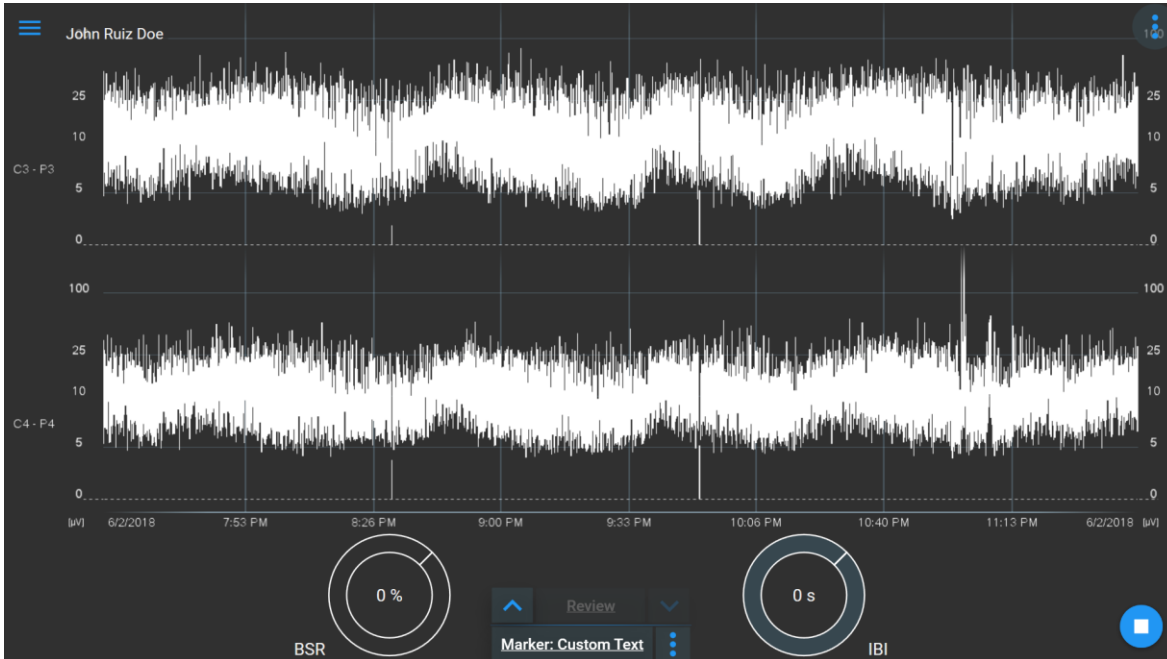 John Ruiz Doe
100
25 25
10 10
C3 - P3
5 5
0 0
100 100
25 25
10 10
C4 - P4
5 5
0 0
[µV] 6/2/2018 7:53 PM 8:26 PM 9:00 PM 9:33 PM 10:06 PM 10:40 PM 11:13 PM 6/2/2018 [µV]
0 % 0 s
Review
BSR Marker: Custom Text IBI